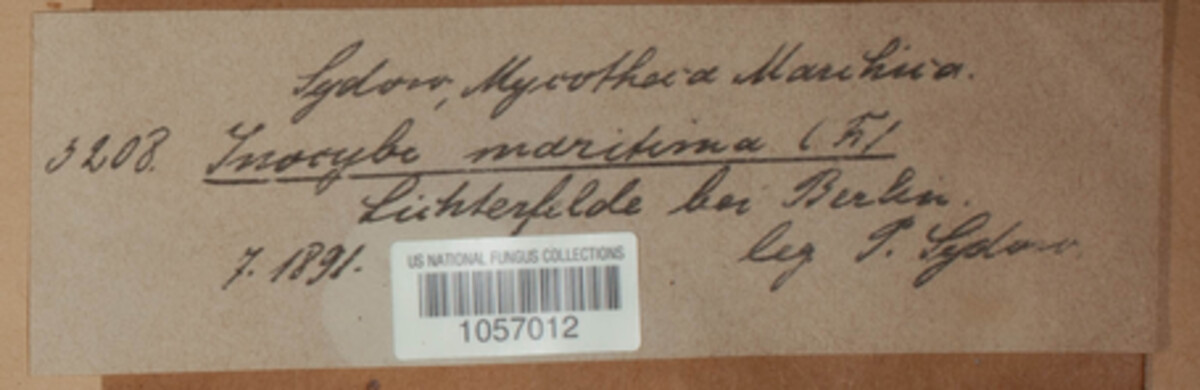 Sydow, Mycotheca Marchica.
3208. Inocybe maritima (Fr)
Lichterfelde bei Berlin.
7. 1891. leg P. Sydow
US NATIONAL FUNGUS COLLECTIONS
1057012